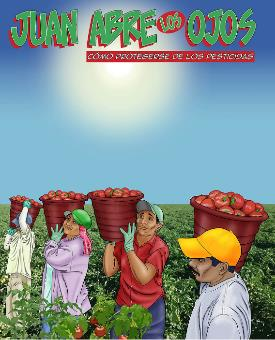 JUAN ABRE LOS OJOS
CÓMO PROTEGERSE DE LOS PESTICIDAS